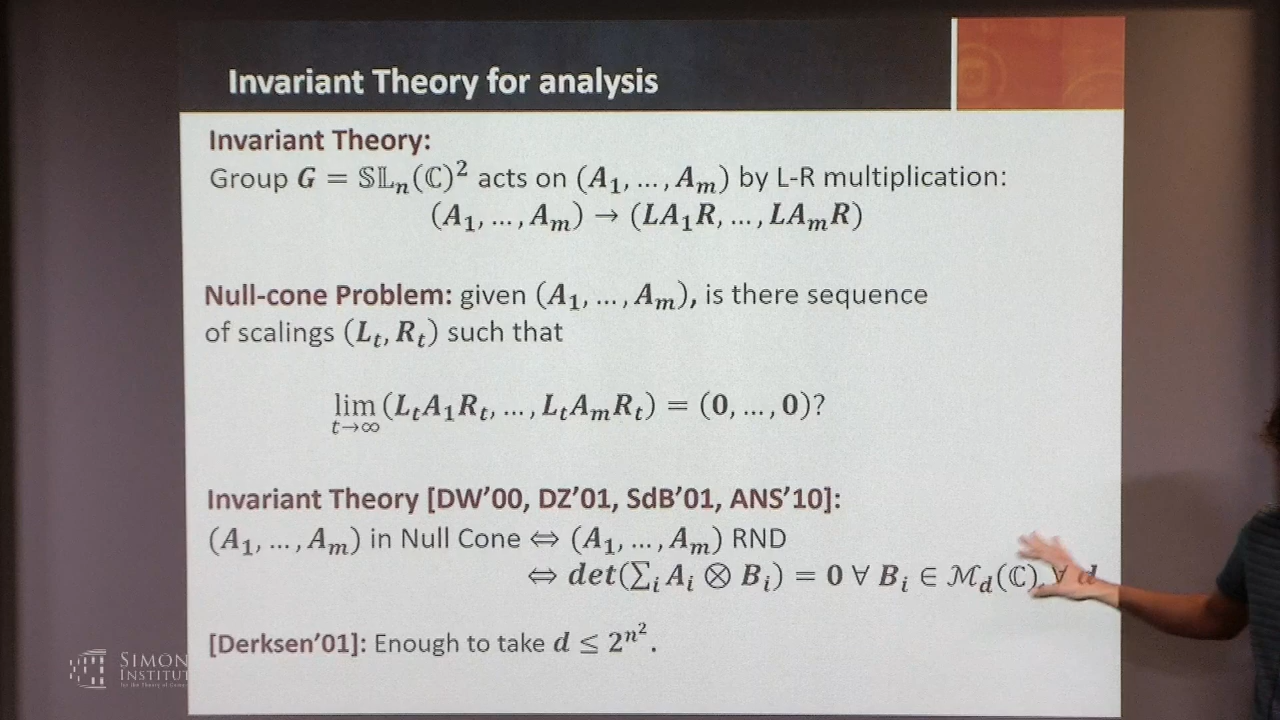 Invariant Theory for analysis
Invariant Theory:
Group G = 𝕊𝕃ₙ(ℂ)² acts on (A₁, …, Aₘ) by L-R multiplication:
(A₁, …, Aₘ) → (LA₁R, …, LAₘR)
Null-cone Problem: given (A₁, …, Aₘ), is there sequence
of scalings (Lₜ, Rₜ) such that
lim (LₜA₁Rₜ, …, LₜAₘRₜ) = (0, …, 0)?
t→∞
Invariant Theory [DW'00, DZ'01, SdB'01, ANS'10]:
(A₁, …, Aₘ) in Null Cone ⇔ (A₁, …, Aₘ) RND
⇔ det(∑ᵢ Aᵢ ⊗ Bᵢ) = 0 ∀ Bᵢ ∈ ℳ_d(ℂ), ∀ d
[Derksen'01]: Enough to take d ≤ 2^{n²}.
SIMON
INSTITUT